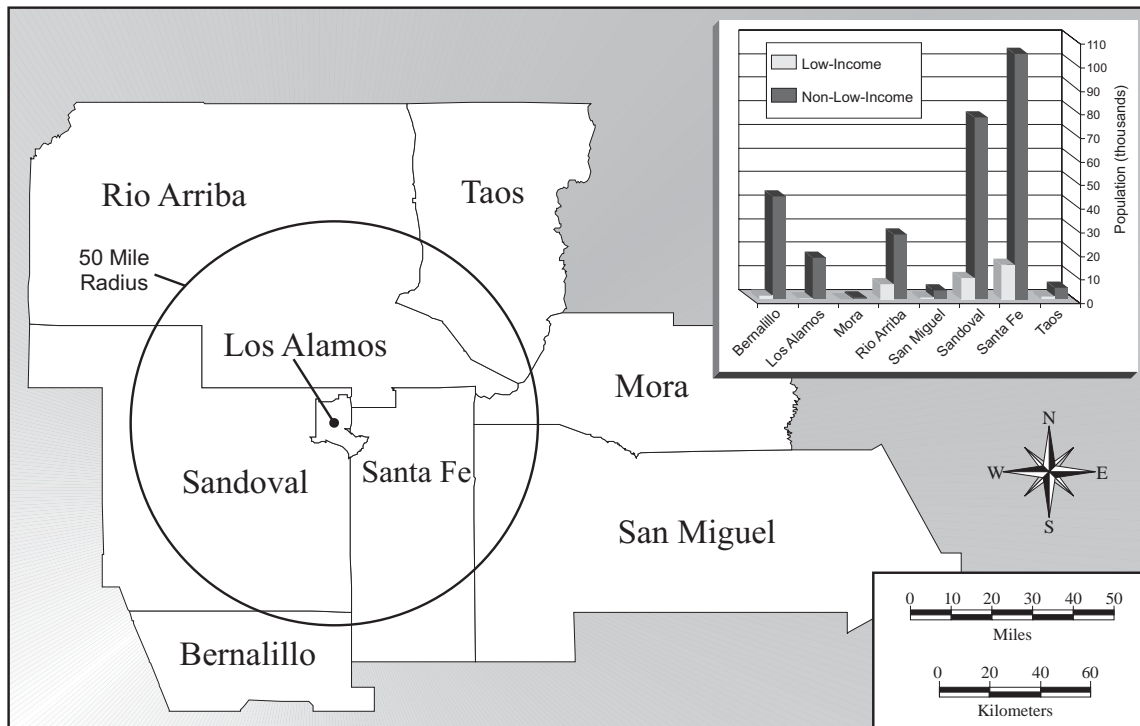 Rio Arriba
Taos
50 Mile
Radius
Los Alamos
Mora
Sandoval
Santa Fe
San Miguel
Bernalillo
Low-Income
Non-Low-Income
110
100
90
80
70
60
50
40
30
20
10
0
Population (thousands)
Bernalillo
Los Alamos
Mora
Rio Arriba
San Miguel
Sandoval
Santa Fe
Taos
N
W E
S
0 10 20 30 40 50
Miles
0 20 40 60
Kilometers